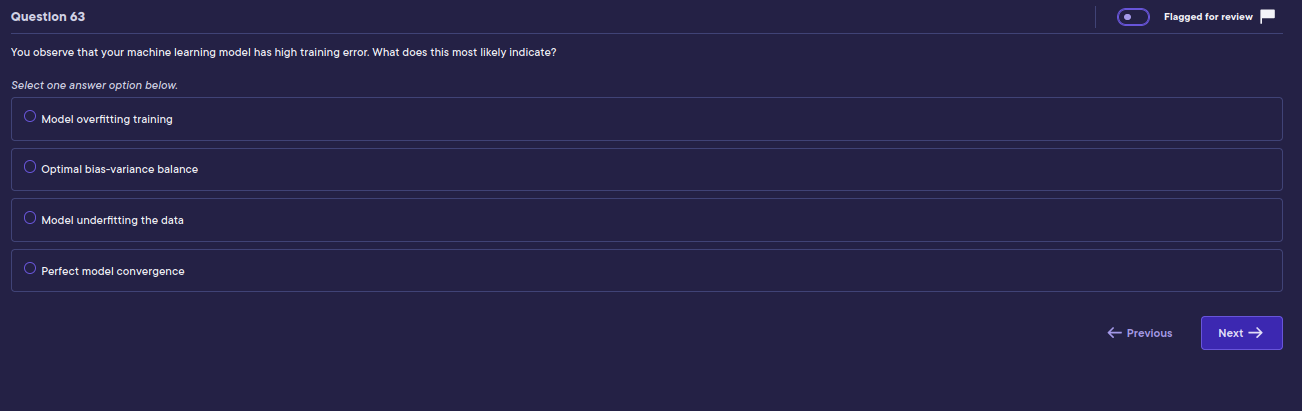 Question 63
Flagged for review
You observe that your machine learning model has high training error. What does this most likely indicate?
Select one answer option below.
Model overfitting training
Optimal bias-variance balance
Model underfitting the data
Perfect model convergence
Previous
Next